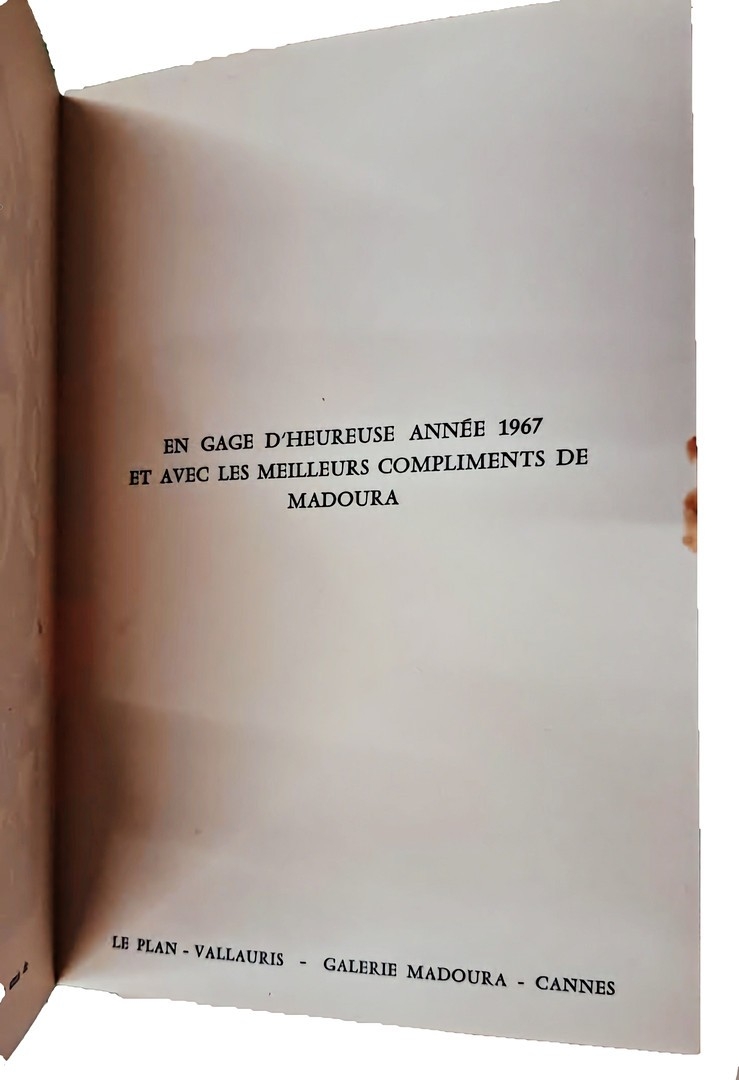 EN GAGE D'HEUREUSE ANNÉE 1967
ET AVEC LES MEILLEURS COMPLIMENTS DE
MADOURA
LE PLAN - VALLAURIS - GALERIE MADOURA - CANNES